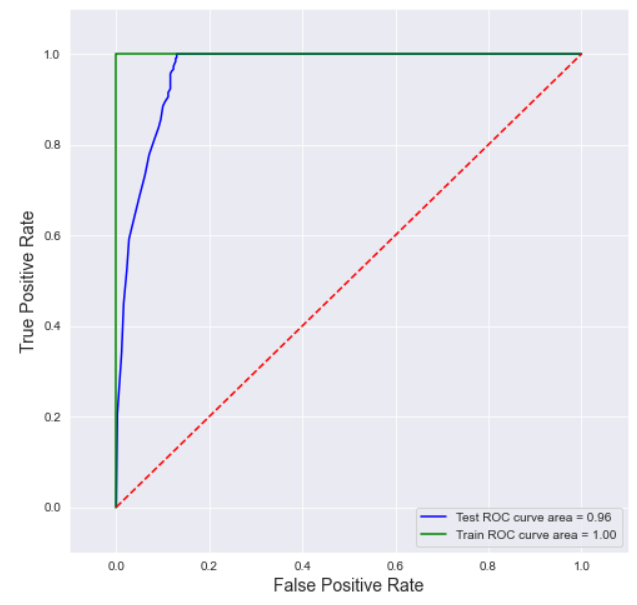 1.0
0.8
0.6
0.4
0.2
0.0
True Positive Rate
0.0 0.2 0.4 0.6 0.8 1.0
False Positive Rate
Test ROC curve area = 0.96
Train ROC curve area = 1.00